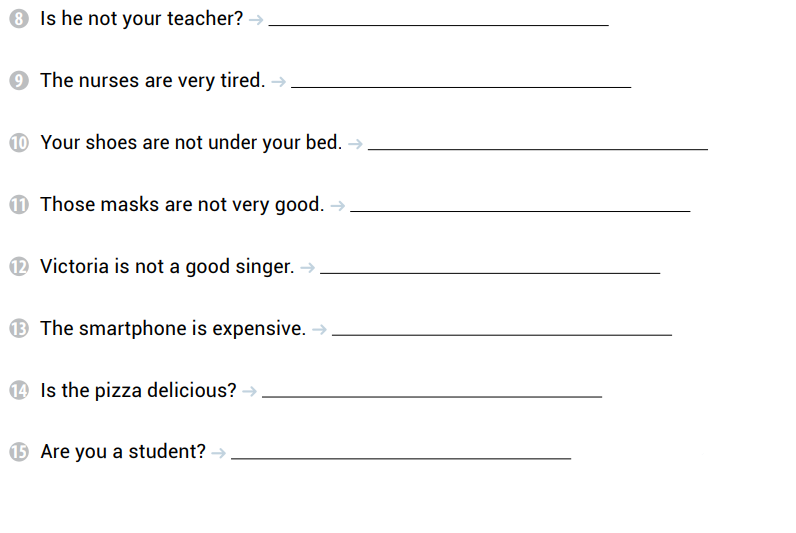 8 Is he not your teacher? →
9 The nurses are very tired. →
10 Your shoes are not under your bed. →
11 Those masks are not very good. →
12 Victoria is not a good singer. →
13 The smartphone is expensive. →
14 Is the pizza delicious? →
15 Are you a student? →